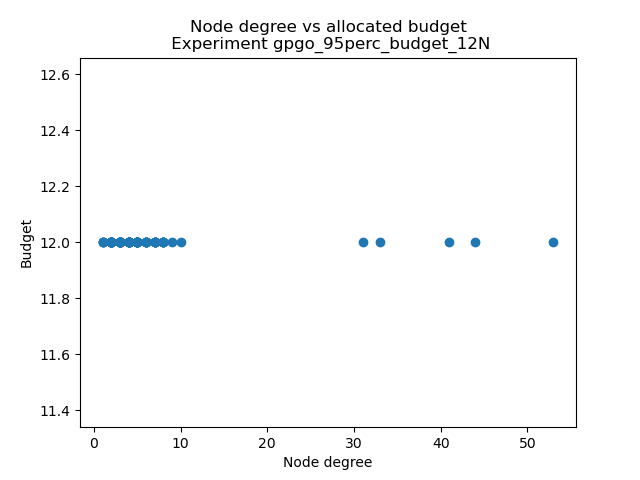 Node degree vs allocated budget
Experiment gpgo_95perc_budget_12N
12.6
12.4
12.2
12.0
11.8
11.6
11.4
Budget
0 10 20 30 40 50
Node degree